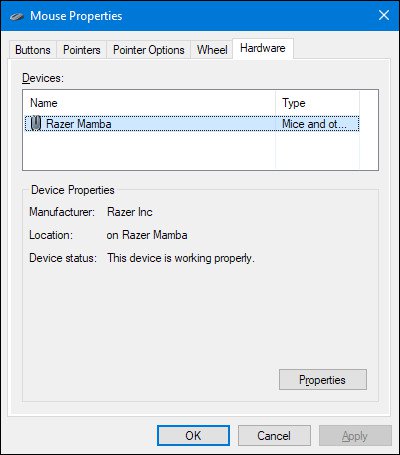 Mouse Properties
Buttons Pointers Pointer Options Wheel Hardware
Devices:
Name Type
Razer Mamba Mice and ot...
Device Properties
Manufacturer: Razer Inc
Location: on Razer Mamba
Device status: This device is working properly.
Properties
OK Cancel Apply